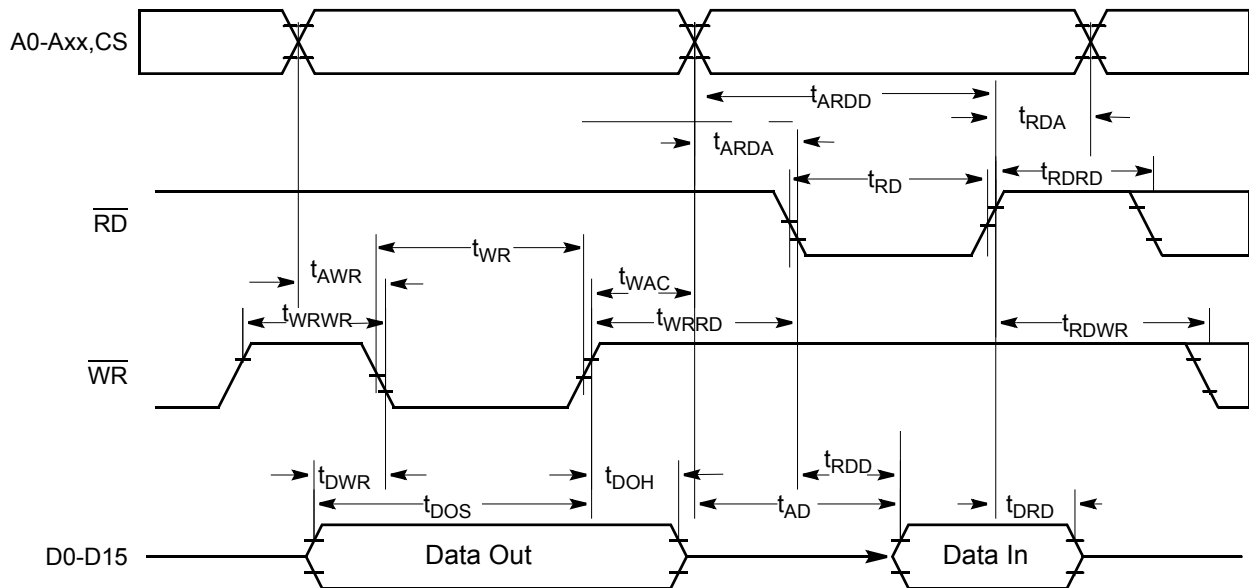 A0-Axx,CS
tARDD
tRDA
tARDA
tRD
tRDRD
RD
tWR
tAWR
tWAC
tWRWR
tWRRD
tRDWR
WR
tRDD
tDWR
tDOH
tDOS
tAD
tDRD
D0-D15
Data Out
Data In